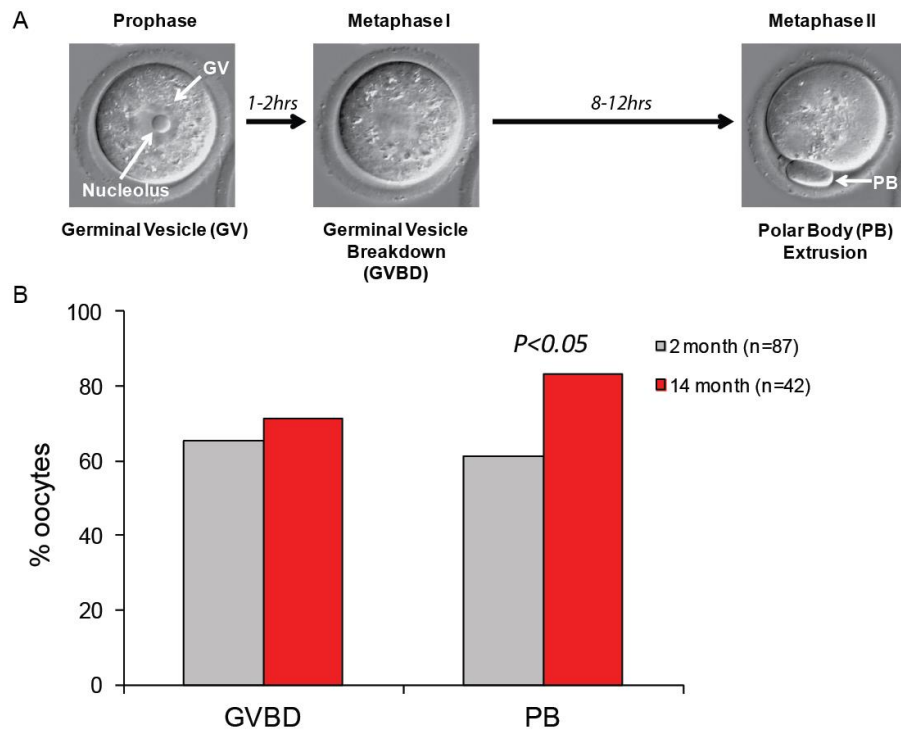 A
Prophase
Metaphase I
Metaphase II
GV
Nucleolus
1-2hrs
8-12hrs
PB
Germinal Vesicle (GV)
Germinal Vesicle
Breakdown
(GVBD)
Polar Body (PB)
Extrusion
B
% oocytes
100
80
60
40
20
0
P<0.05
2 month (n=87)
14 month (n=42)
GVBD
PB